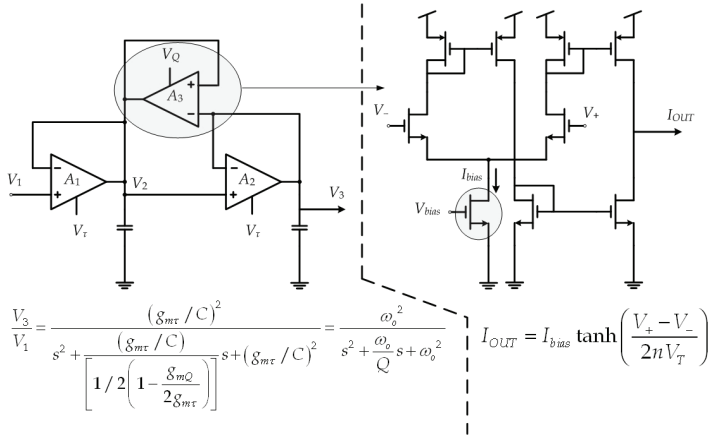 V_Q
A_3
+
−
V_−
V_+
I_OUT
I_bias
V_bias
−
A_1
+
V_1
V_2
V_τ
−
A_2
+
V_3
V_τ
V_3/V_1 = (g_mτ / C)^2 / (s^2 + (g_mτ / C)/[1/2(1 − g_mQ/2g_mτ)] s + (g_mτ / C)^2) = ω_o^2 / (s^2 + ω_o/Q s + ω_o^2)
I_OUT = I_bias tanh((V_+ − V_−)/2nV_T)